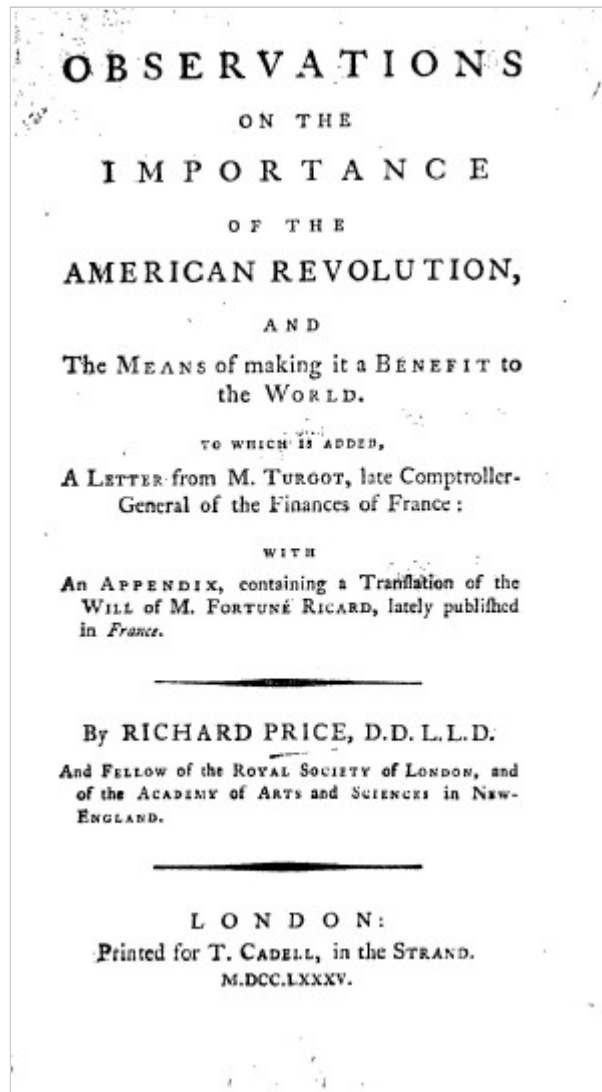 OBSERVATIONS
ON THE
IMPORTANCE
OF THE
AMERICAN REVOLUTION,
AND
The MEANS of making it a BENEFIT to
the WORLD.
TO WHICH IS ADDED,
A LETTER from M. TURGOT, late Comptroller-
General of the Finances of France:
WITH
An APPENDIX, containing a Tranſlation of the
WILL of M. FORTUNÉ RICARD, lately publiſhed
in France.
By RICHARD PRICE, D.D. L.L.D.
And FELLOW of the ROYAL SOCIETY of LONDON, and
of the ACADEMY of ARTS and SCIENCES in NEW-
ENGLAND.
LONDON:
Printed for T. CADELL, in the STRAND.
M.DCC.LXXXV.